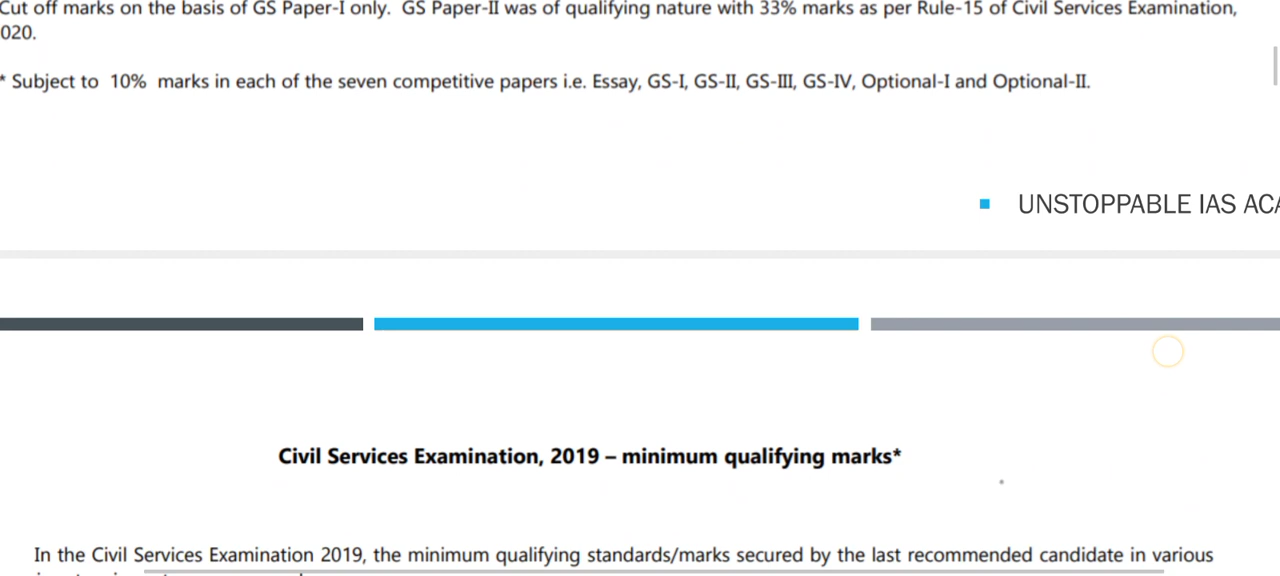 Cut off marks on the basis of GS Paper-I only. GS Paper-II was of qualifying nature with 33% marks as per Rule-15 of Civil Services Examination,
020.
* Subject to 10% marks in each of the seven competitive papers i.e. Essay, GS-I, GS-II, GS-III, GS-IV, Optional-I and Optional-II.
UNSTOPPABLE IAS ACA
Civil Services Examination, 2019 – minimum qualifying marks*
In the Civil Services Examination 2019, the minimum qualifying standards/marks secured by the last recommended candidate in various